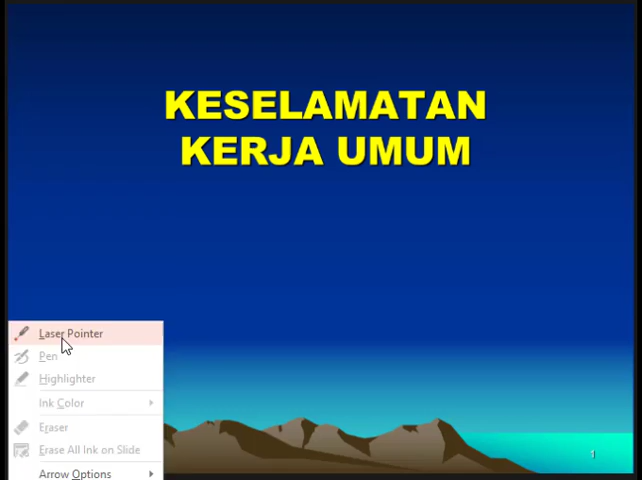 KESELAMATAN
KERJA UMUM
Laser Pointer
Pen
Highlighter
Ink Color
Eraser
Erase All Ink on Slide
Arrow Options
1